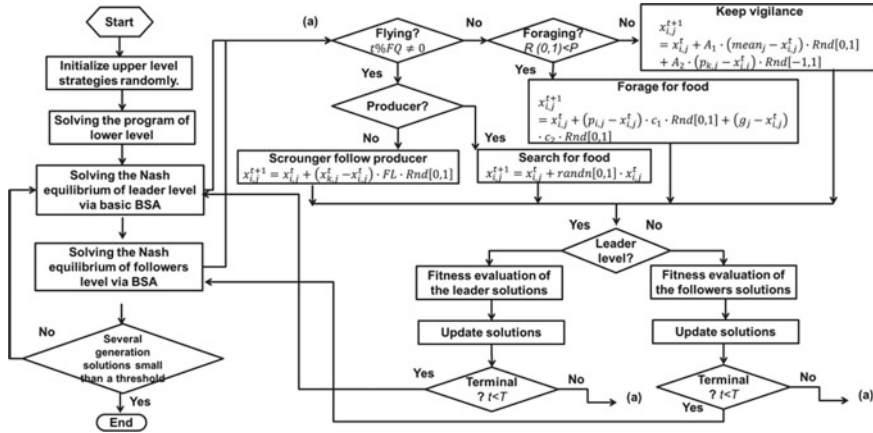 Start
Initialize upper level
strategies randomly.
Solving the program of
lower level
Solving the Nash
equilibrium of leader level
via basic BSA
Solving the Nash
equilibrium of followers
level via BSA
No
Several
generation
solutions small
than a threshold
Yes
End
(a)
Flying?
t%FQ ≠ 0
No
Foraging?
R (0,1)<P
No
Keep vigilance
x_{i,j}^{t+1}
= x_{i,j}^{t} + A_1 · (mean_j − x_{i,j}^{t}) · Rnd[0,1]
+ A_2 · (p_{k,j} − x_{i,j}^{t}) · Rnd[−1,1]
Yes
Yes
Producer?
Forage for food
x_{i,j}^{t+1}
= x_{i,j}^{t} + (p_{i,j} − x_{i,j}^{t}) · c_1 · Rnd[0,1] + (g_j − x_{i,j}^{t})
· c_2 · Rnd[0,1]
No
Yes
Scrounger follow producer
x_{i,j}^{t+1} = x_{i,j}^{t} + (x_{k,j}^{t} − x_{i,j}^{t}) · FL · Rnd[0,1]
Search for food
x_{i,j}^{t+1} = x_{i,j}^{t} + randn[0,1] · x_{i,j}^{t}
Yes
No
Leader
level?
Fitness evaluation of
the leader solutions
Fitness evaluation of
the followers solutions
Update solutions
Update solutions
Yes
Terminal
? t<T
No
(a)
Terminal
? t<T
No
(a)
Yes